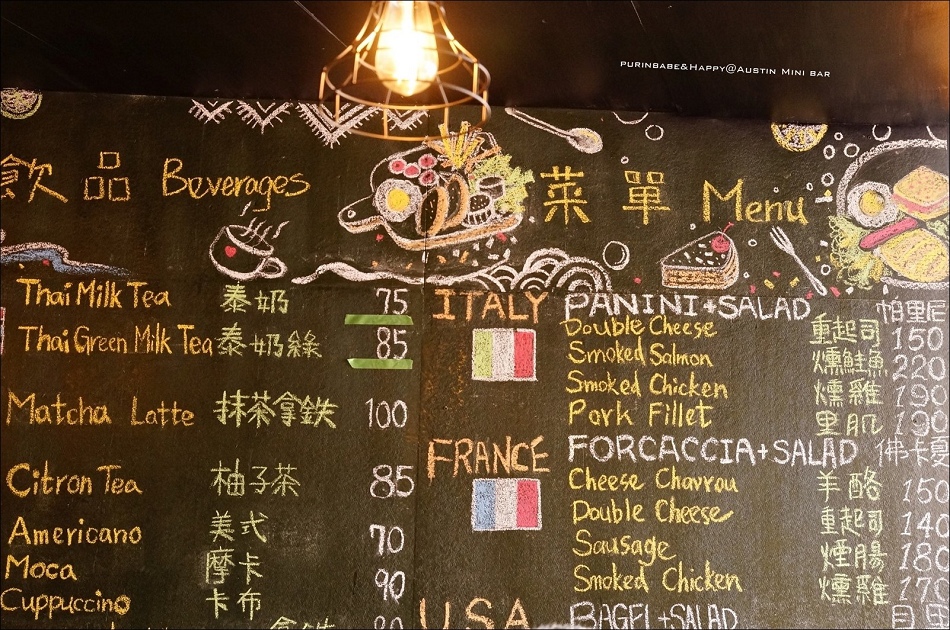 PURINBABE&HAPPY@AUSTIN MINI BAR
飲品 Beverages
Thai Milk Tea 泰奶 75
Thai Green Milk Tea 泰奶綠 85
Matcha Latte 抹茶拿鐵 100
Citron Tea 柚子茶 85
Americano 美式 70
Moca 摩卡 90
Cuppuccino 卡布
菜單 Menu
ITALY PANINI+SALAD 帕里尼
Double Cheese 重起司 150
Smoked Salmon 燻鮭魚 220
Smoked Chicken 燻雞 190
Pork Fillet 里肌 190
FRANCE FORCACCIA+SALAD 佛卡夏
Cheese Chavrou 羊酪 150
Double Cheese 重起司 140
Sausage 煙腸 180
Smoked Chicken 燻雞 170
USA BAGEL+SALAD